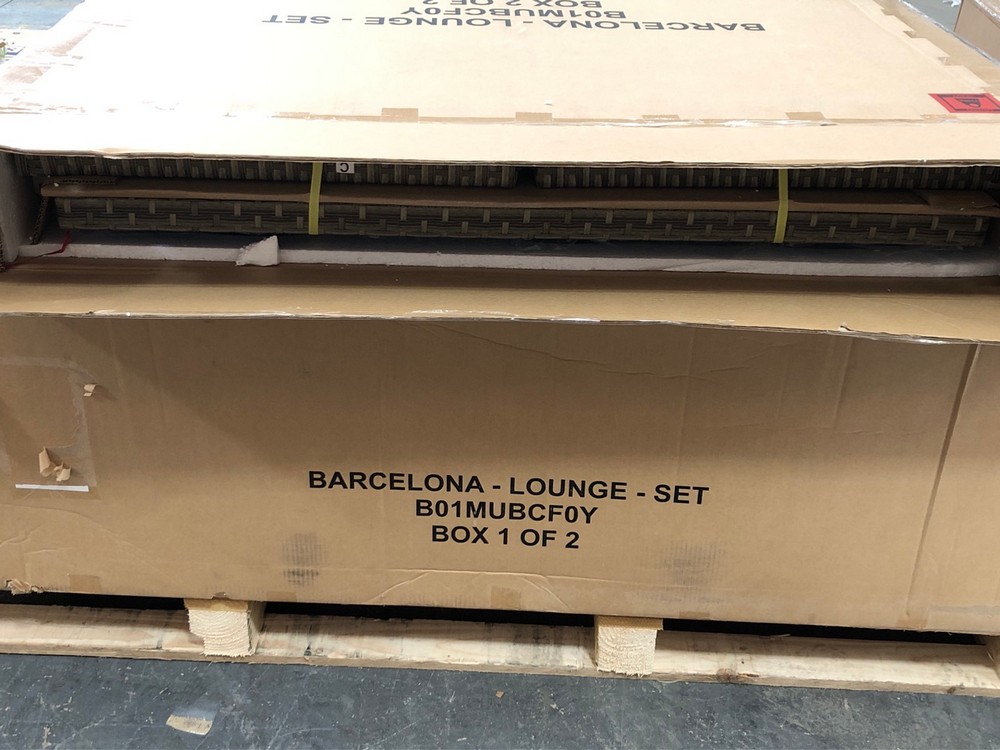 BARCELONA - LOUNGE - SET
B01MUBCF0Y
BOX 2 OF 2
C
BARCELONA - LOUNGE - SET
B01MUBCF0Y
BOX 1 OF 2